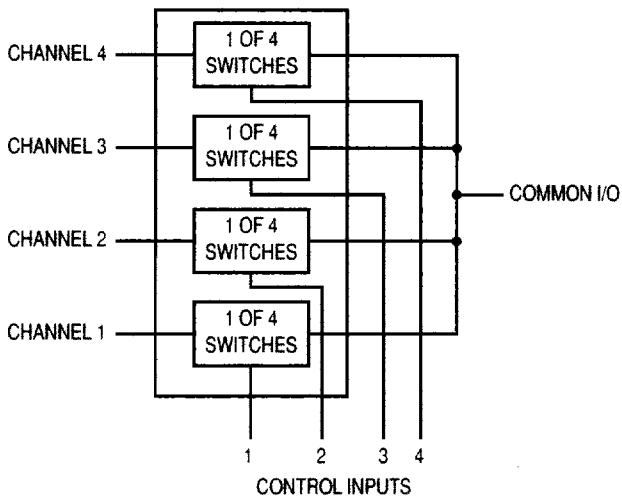 1 OF 4
SWITCHES
CHANNEL 4
1 OF 4
SWITCHES
CHANNEL 3
COMMON I/O
1 OF 4
SWITCHES
CHANNEL 2
1 OF 4
SWITCHES
CHANNEL 1
1 2 3 4
CONTROL INPUTS